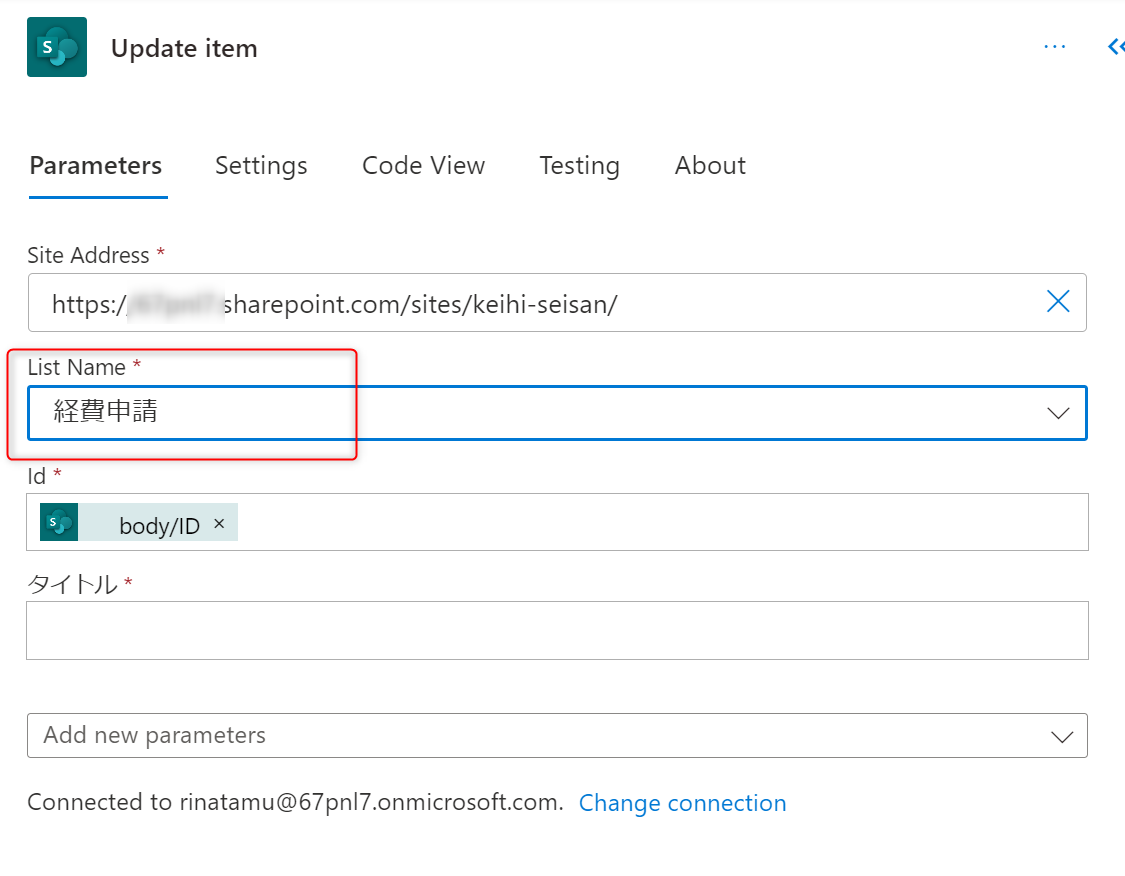 Update item
Parameters Settings Code View Testing About
Site Address *
https:/ sharepoint.com/sites/keihi-seisan/
List Name *
経費申請
Id *
body/ID ×
タイトル *
Add new parameters
Connected to rinatamu@67pnl7.onmicrosoft.com. Change connection